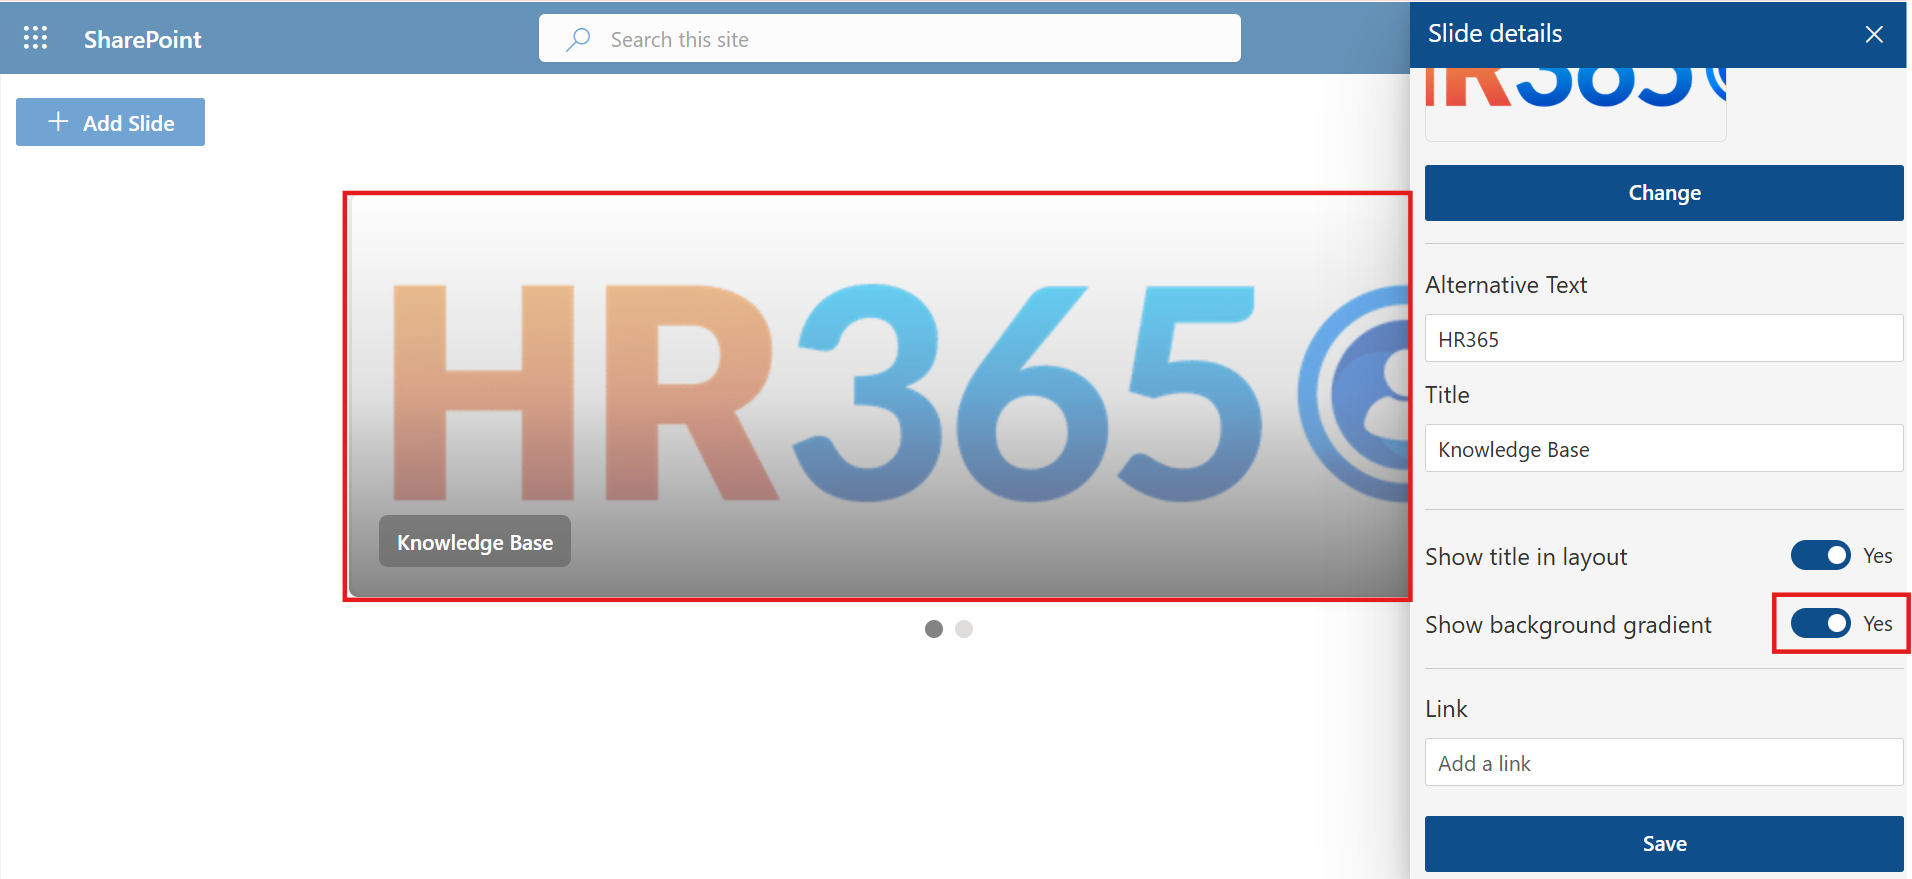 SharePoint
Search this site
Add Slide
HR365
Knowledge Base
Slide details
HR365
Change
Alternative Text
HR365
Title
Knowledge Base
Show title in layout
Yes
Show background gradient
Yes
Link
Add a link
Save